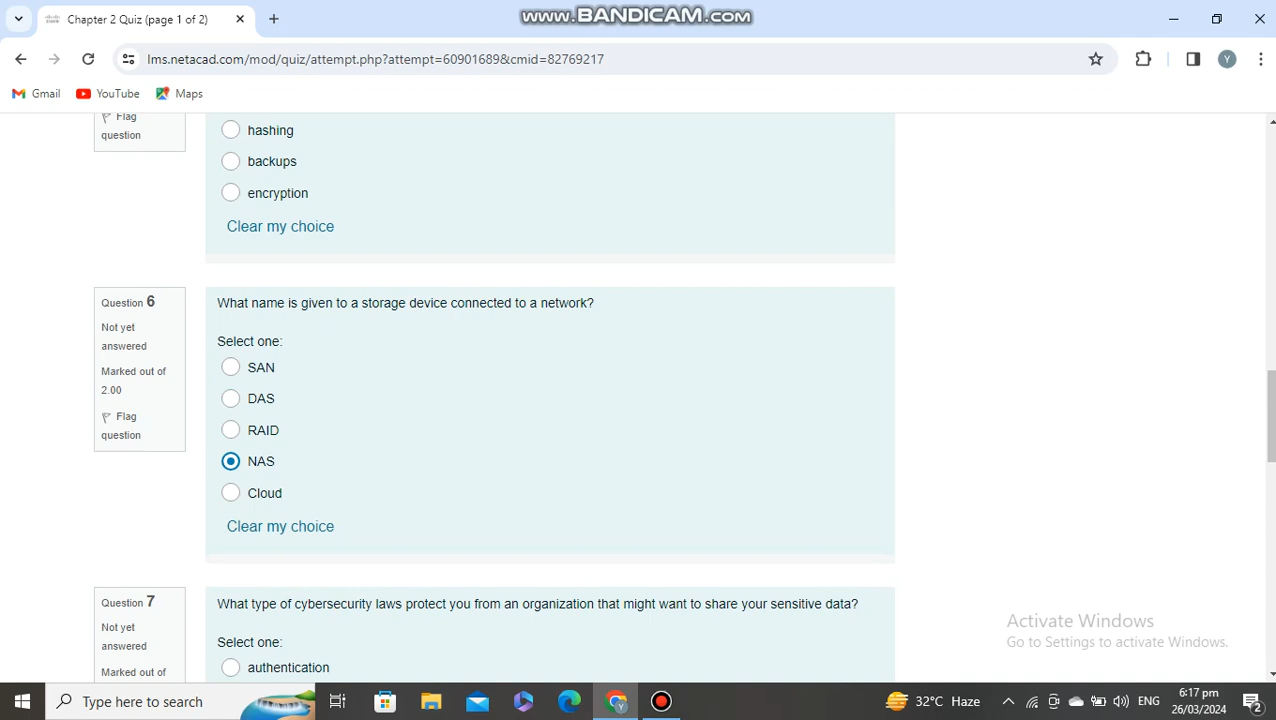 www.BANDICAM.com
Chapter 2 Quiz (page 1 of 2)
lms.netacad.com/mod/quiz/attempt.php?attempt=60901689&cmid=82769217
Y
Gmail
YouTube
Maps
Flag
question
hashing
backups
encryption
Clear my choice
Question 6
Not yet
answered
Marked out of
2.00
Flag
question
What name is given to a storage device connected to a network?
Select one:
SAN
DAS
RAID
NAS
Cloud
Clear my choice
Question 7
Not yet
answered
Marked out of
What type of cybersecurity laws protect you from an organization that might want to share your sensitive data?
Select one:
authentication
Activate Windows
Go to Settings to activate Windows.
Type here to search
32°C Haze
ENG
6:17 pm
26/03/2024
2